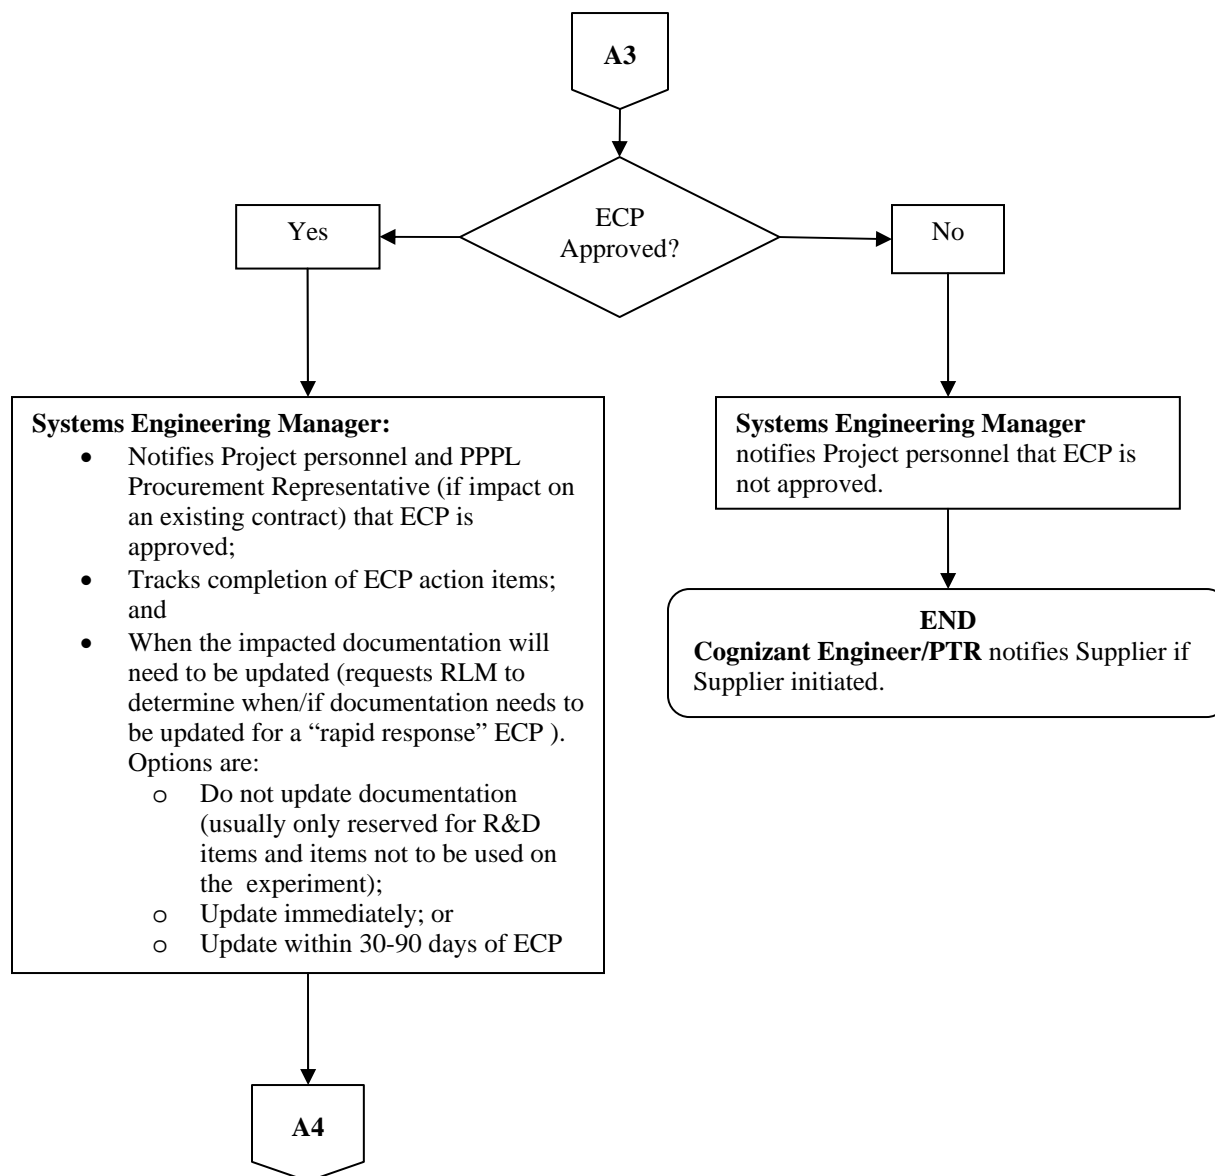 A3
ECP
Approved?
Yes
No
Systems Engineering Manager:
• Notifies Project personnel and PPPL
Procurement Representative (if impact on
an existing contract) that ECP is
approved;
• Tracks completion of ECP action items;
and
• When the impacted documentation will
need to be updated (requests RLM to
determine when/if documentation needs to
be updated for a “rapid response” ECP ).
Options are:
o Do not update documentation
(usually only reserved for R&D
items and items not to be used on
the experiment);
o Update immediately; or
o Update within 30-90 days of ECP
Systems Engineering Manager
notifies Project personnel that ECP is
not approved.
END
Cognizant Engineer/PTR notifies Supplier if
Supplier initiated.
A4